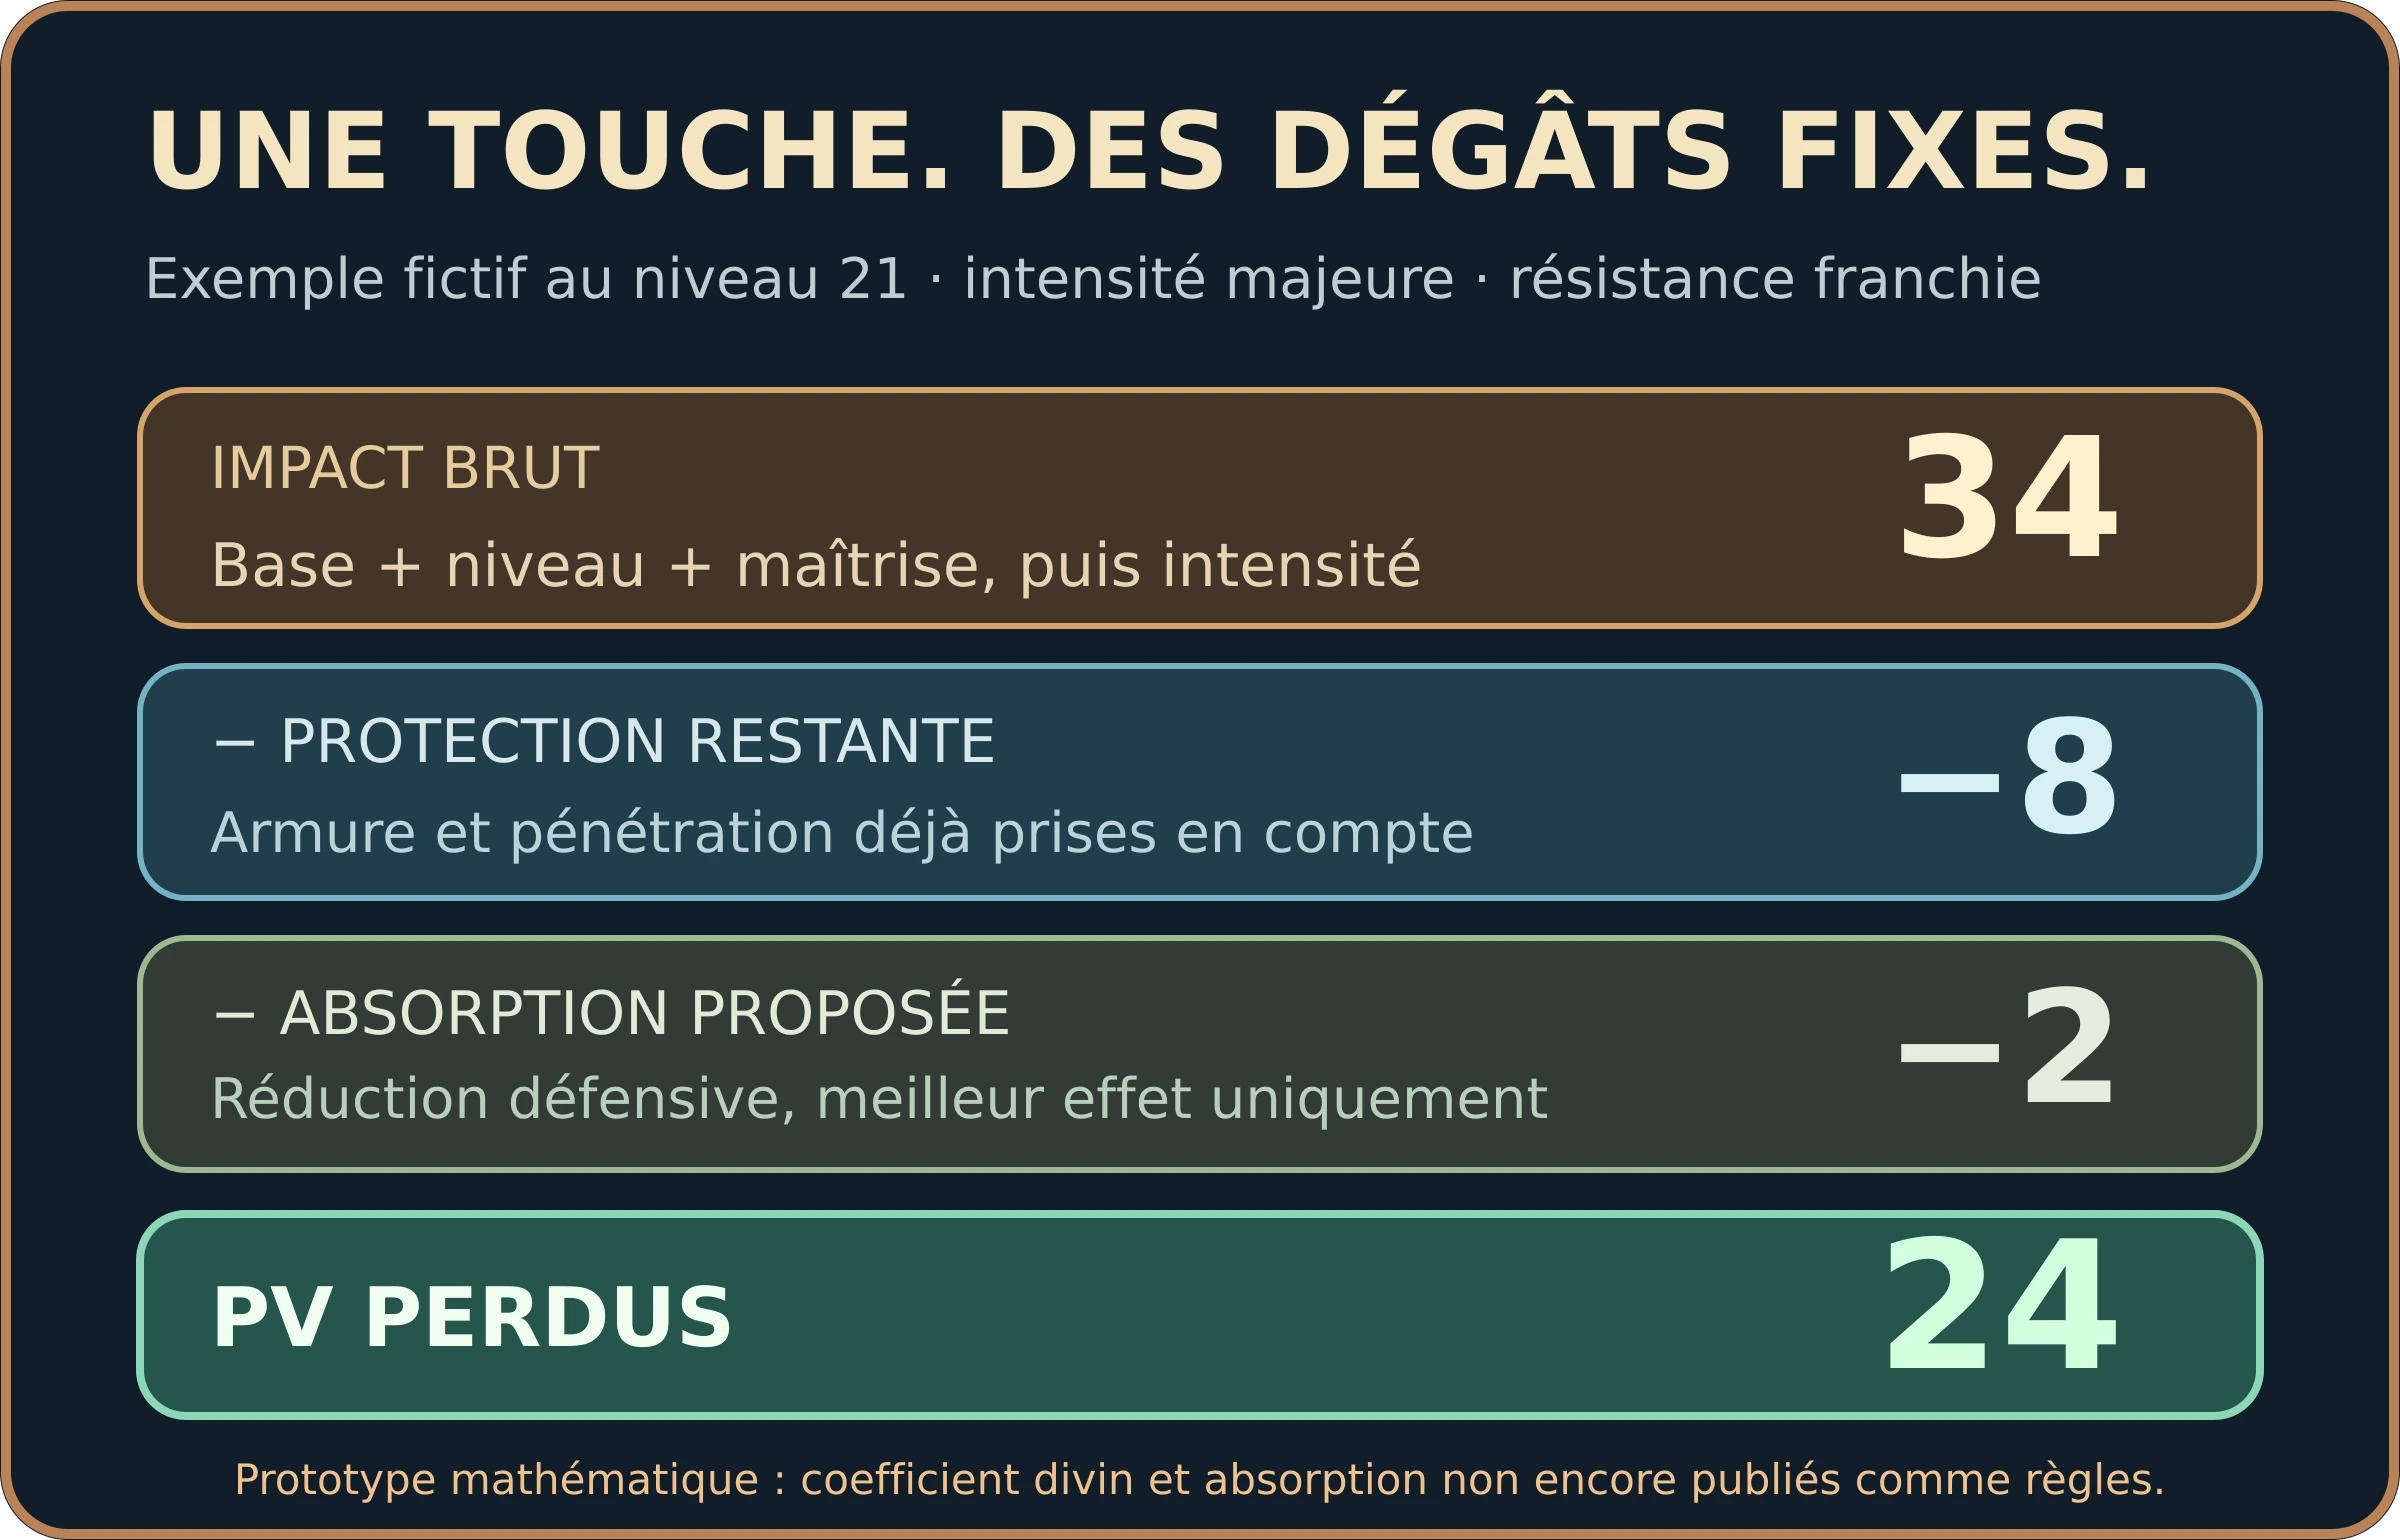 UNE TOUCHE. DES DÉGÂTS FIXES.
Exemple fictif au niveau 21 · intensité majeure · résistance franchie
IMPACT BRUT
34
Base + niveau + maîtrise, puis intensité
− PROTECTION RESTANTE
−8
Armure et pénétration déjà prises en compte
− ABSORPTION PROPOSÉE
−2
Réduction défensive, meilleur effet uniquement
PV PERDUS
24
Prototype mathématique : coefficient divin et absorption non encore publiés comme règles.